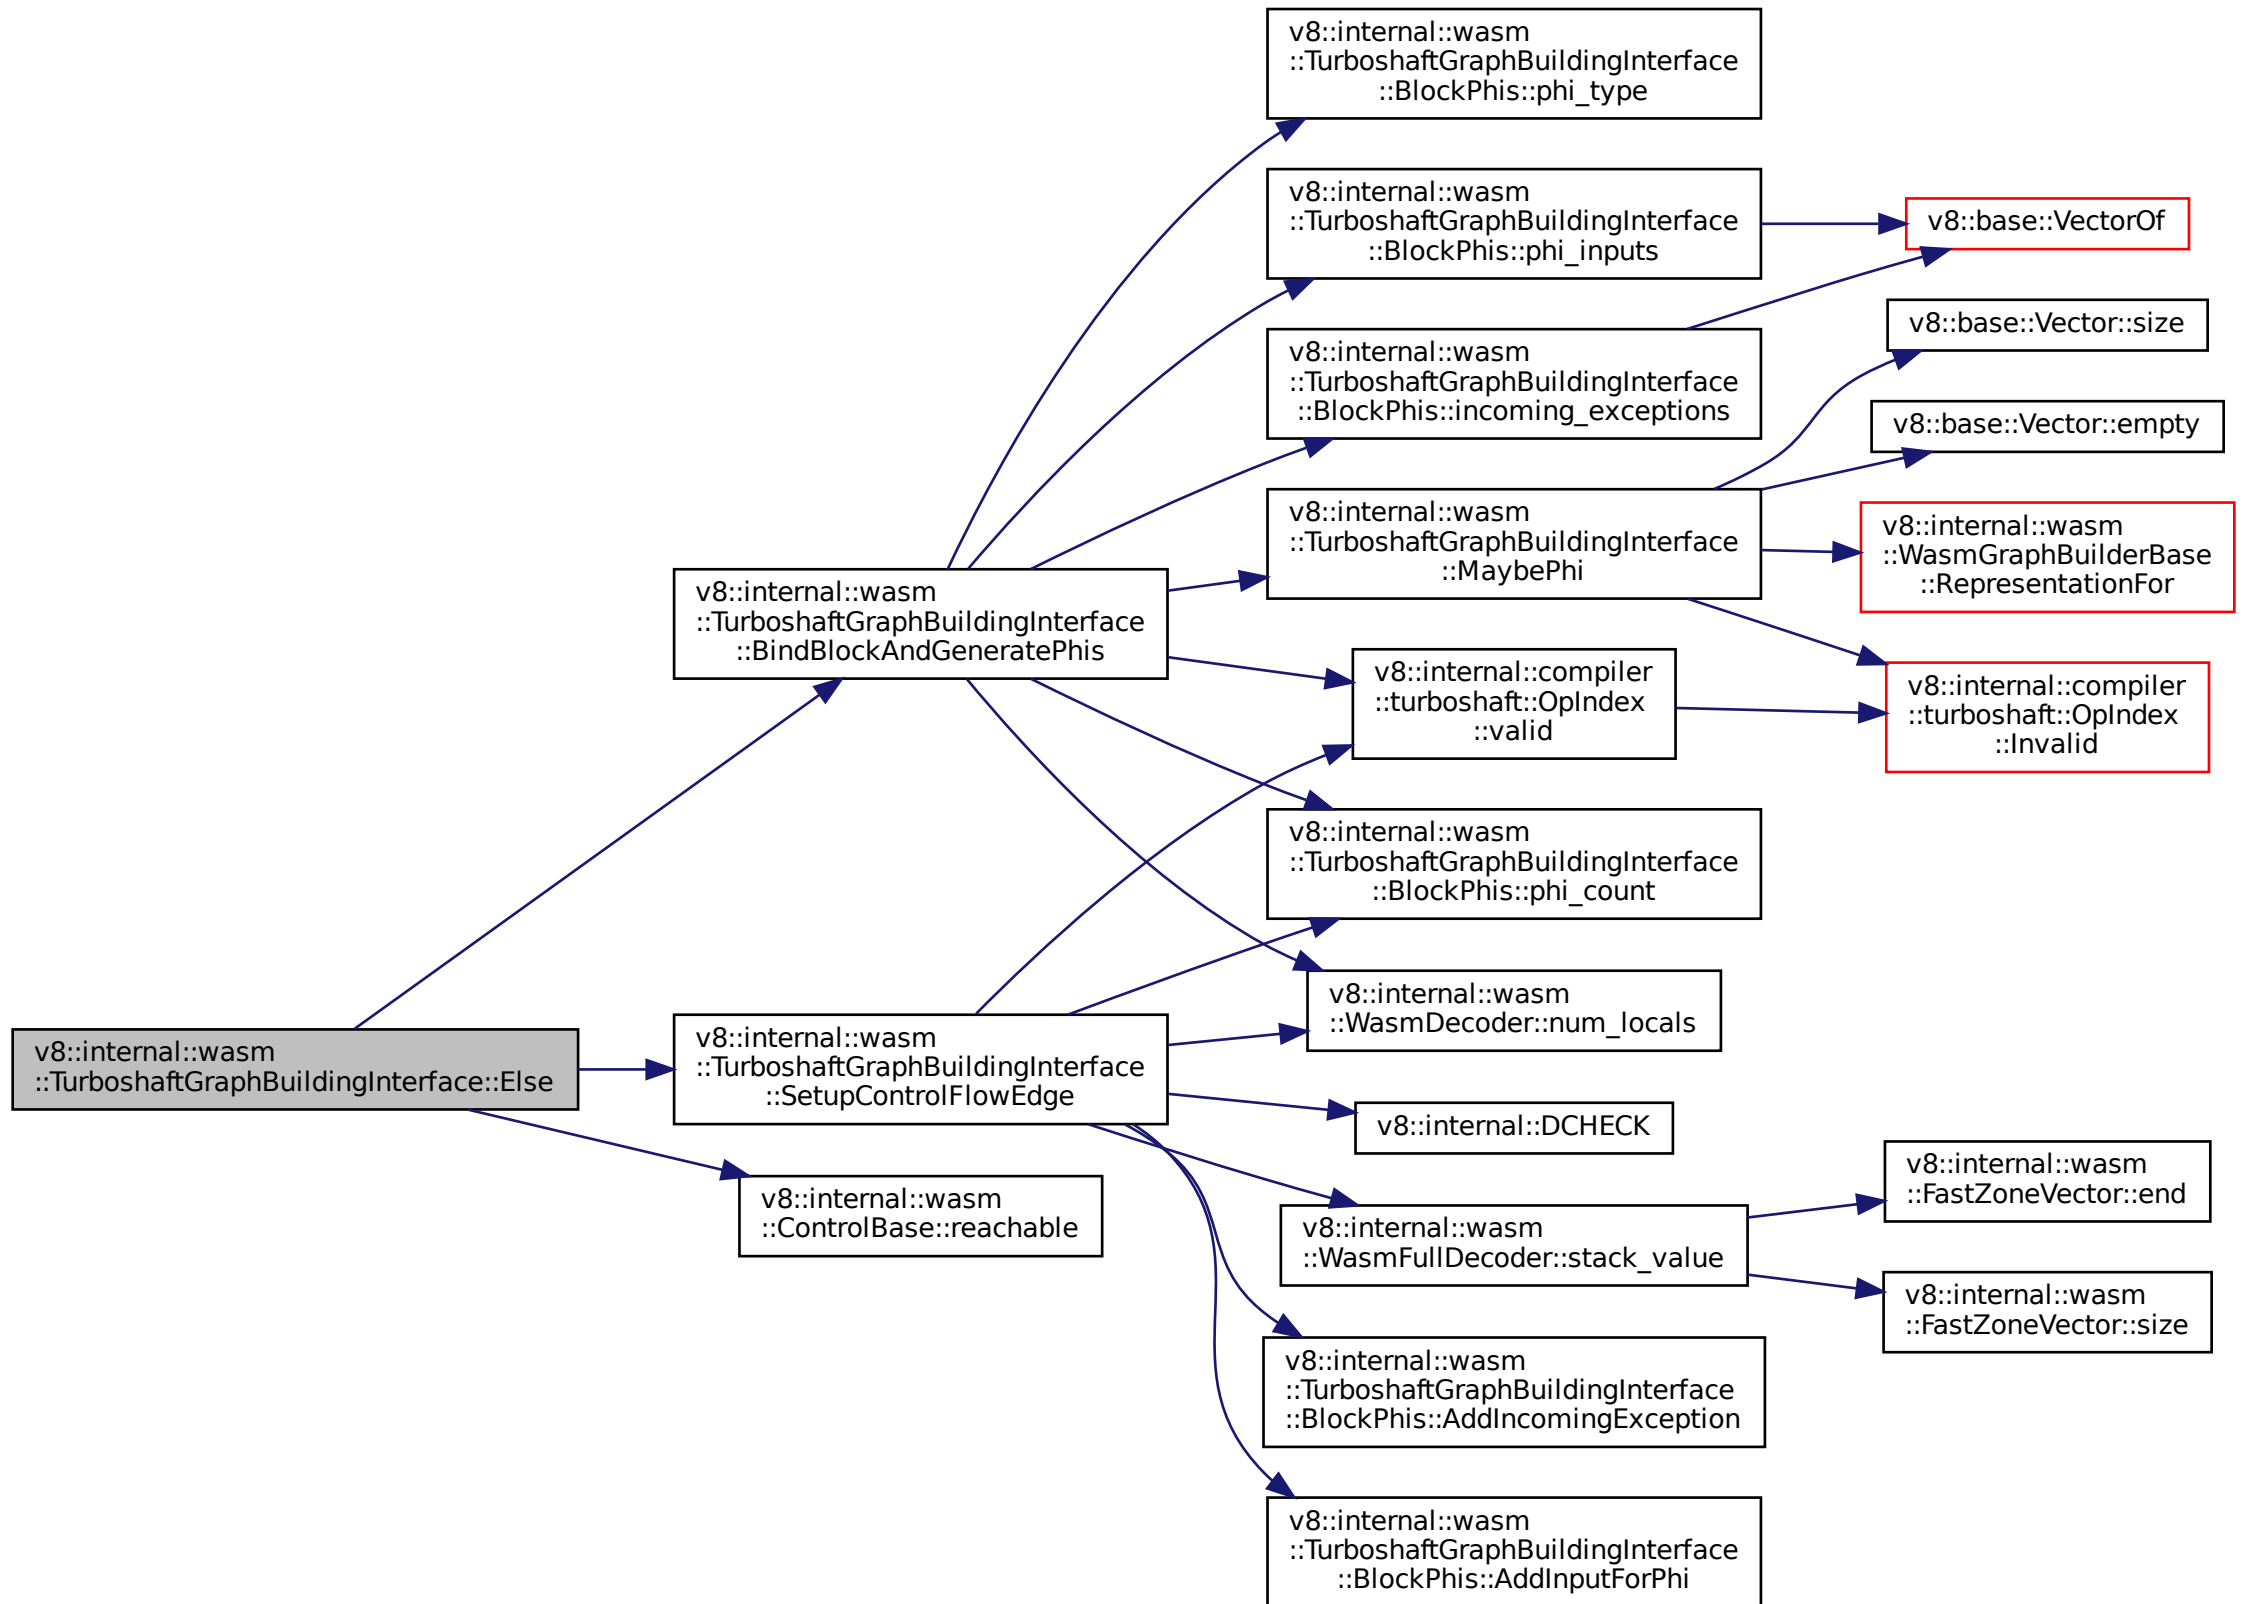 v8::internal::wasm
::TurboshaftGraphBuildingInterface
::BlockPhis::phi_type
v8::internal::wasm
::TurboshaftGraphBuildingInterface
::BlockPhis::phi_inputs
v8::base::VectorOf
v8::internal::wasm
::TurboshaftGraphBuildingInterface
::BlockPhis::incoming_exceptions
v8::base::Vector::size
v8::base::Vector::empty
v8::internal::wasm
::TurboshaftGraphBuildingInterface
::MaybePhi
v8::internal::wasm
::WasmGraphBuilderBase
::RepresentationFor
v8::internal::wasm
::TurboshaftGraphBuildingInterface
::BindBlockAndGeneratePhis
v8::internal::compiler
::turboshaft::OpIndex
::valid
v8::internal::compiler
::turboshaft::OpIndex
::Invalid
v8::internal::wasm
::TurboshaftGraphBuildingInterface
::BlockPhis::phi_count
v8::internal::wasm
::WasmDecoder::num_locals
v8::internal::wasm
::TurboshaftGraphBuildingInterface::Else
v8::internal::wasm
::TurboshaftGraphBuildingInterface
::SetupControlFlowEdge
v8::internal::DCHECK
v8::internal::wasm
::ControlBase::reachable
v8::internal::wasm
::WasmFullDecoder::stack_value
v8::internal::wasm
::FastZoneVector::end
v8::internal::wasm
::FastZoneVector::size
v8::internal::wasm
::TurboshaftGraphBuildingInterface
::BlockPhis::AddIncomingException
v8::internal::wasm
::TurboshaftGraphBuildingInterface
::BlockPhis::AddInputForPhi